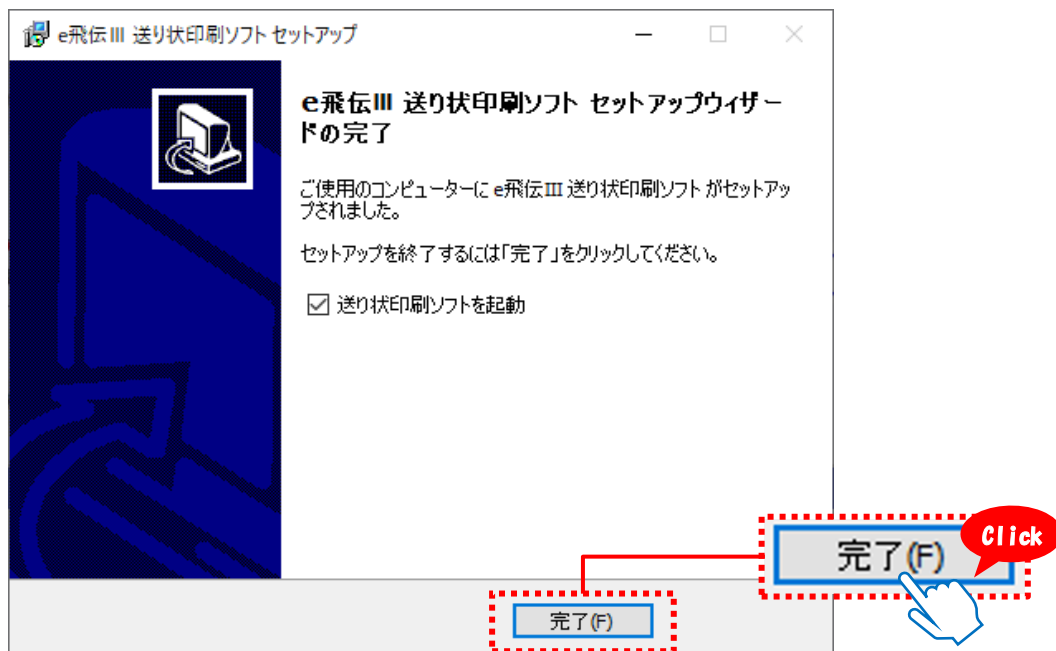 e飛伝Ⅲ 送り状印刷ソフト セットアップ
e飛伝Ⅲ 送り状印刷ソフト セットアップウィザー
ドの完了
ご使用のコンピューターに e飛伝Ⅲ 送り状印刷ソフト がセットアッ
プされました。
セットアップを終了するには「完了」をクリックしてください。
送り状印刷ソフトを起動
Click
完了(F)
完了(F)